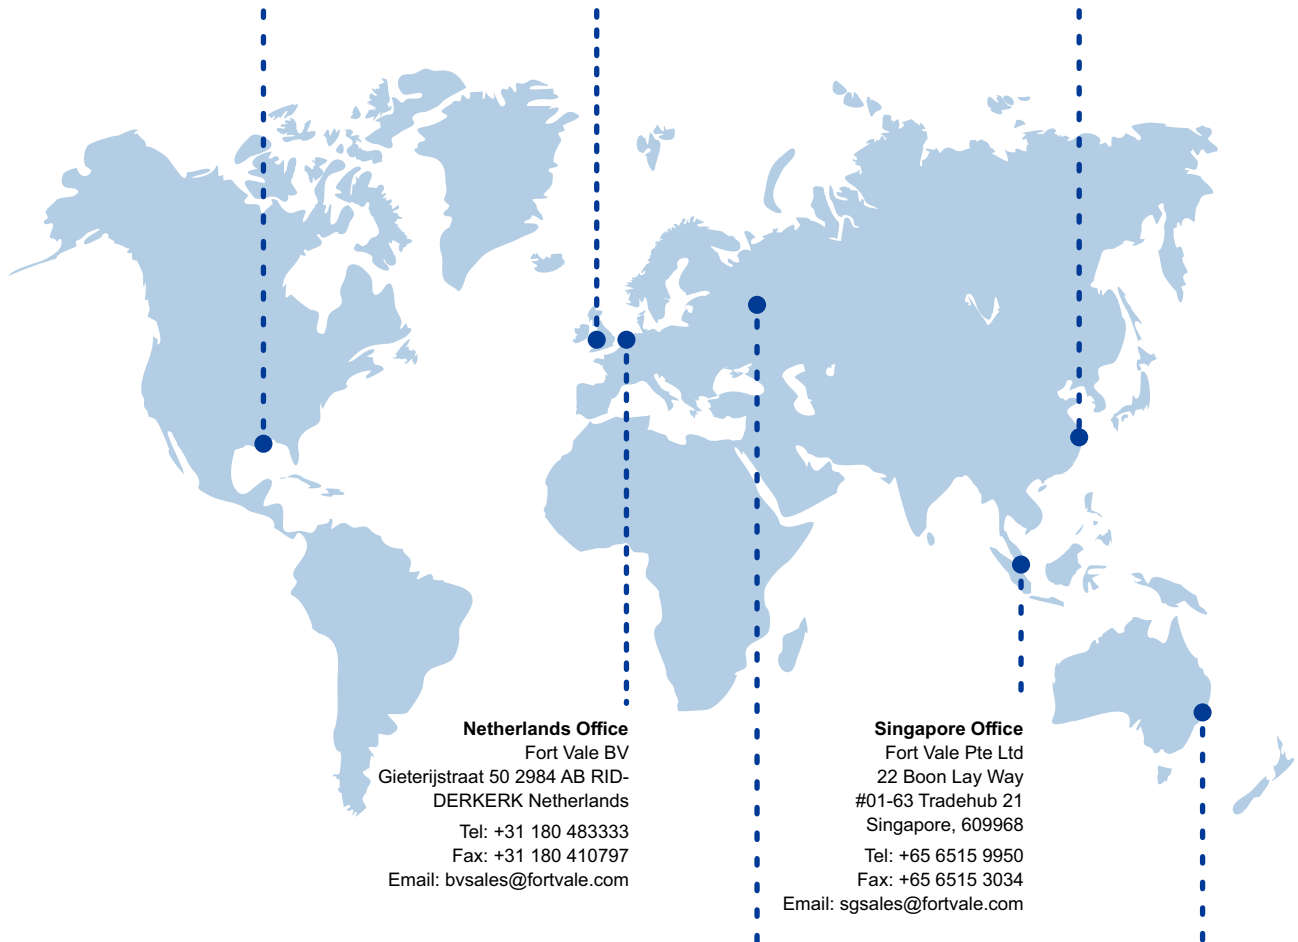 Netherlands Office
Fort Vale BV
Gieterijstraat 50 2984 AB RID-
DERKERK Netherlands
Tel: +31 180 483333
Fax: +31 180 410797
Email: bvsales@fortvale.com
Singapore Office
Fort Vale Pte Ltd
22 Boon Lay Way
#01-63 Tradehub 21
Singapore, 609968
Tel: +65 6515 9950
Fax: +65 6515 3034
Email: sgsales@fortvale.com